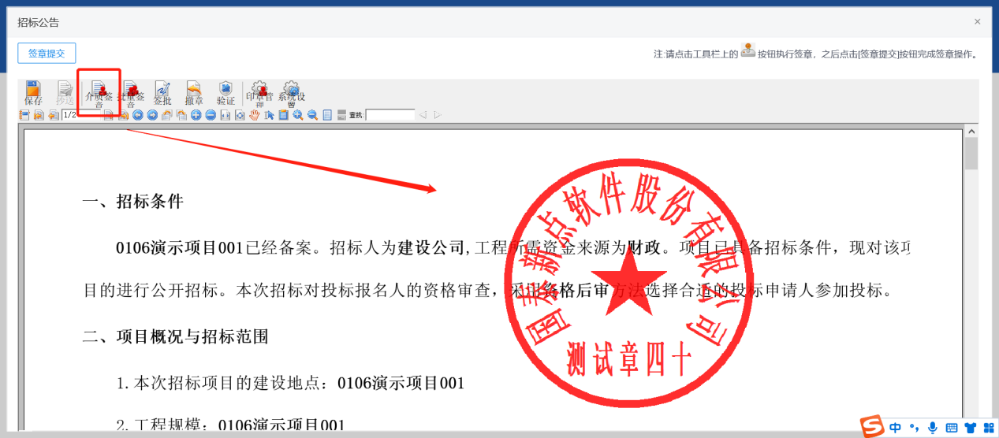 招标公告
×
签章提交
注:请点击工具栏上的 按钮执行签章，之后点击[签章提交]按钮完成签章操作。
保存 抄送 介质签章 批量签章 签批 撤章 验证 印章管理 系统设置
1/2 查找:
一、招标条件
0106演示项目001已经备案。招标人为建设公司,工程所需资金来源为财政。项目已具备招标条件，现对该项
目的进行公开招标。本次招标对投标报名人的资格审查，采用资格后审方法选择合适的投标申请人参加投标。
国泰新点软件股份有限公司
测试章四十
二、项目概况与招标范围
1.本次招标项目的建设地点：0106演示项目001
2.工程规模：0106演示项目001
中